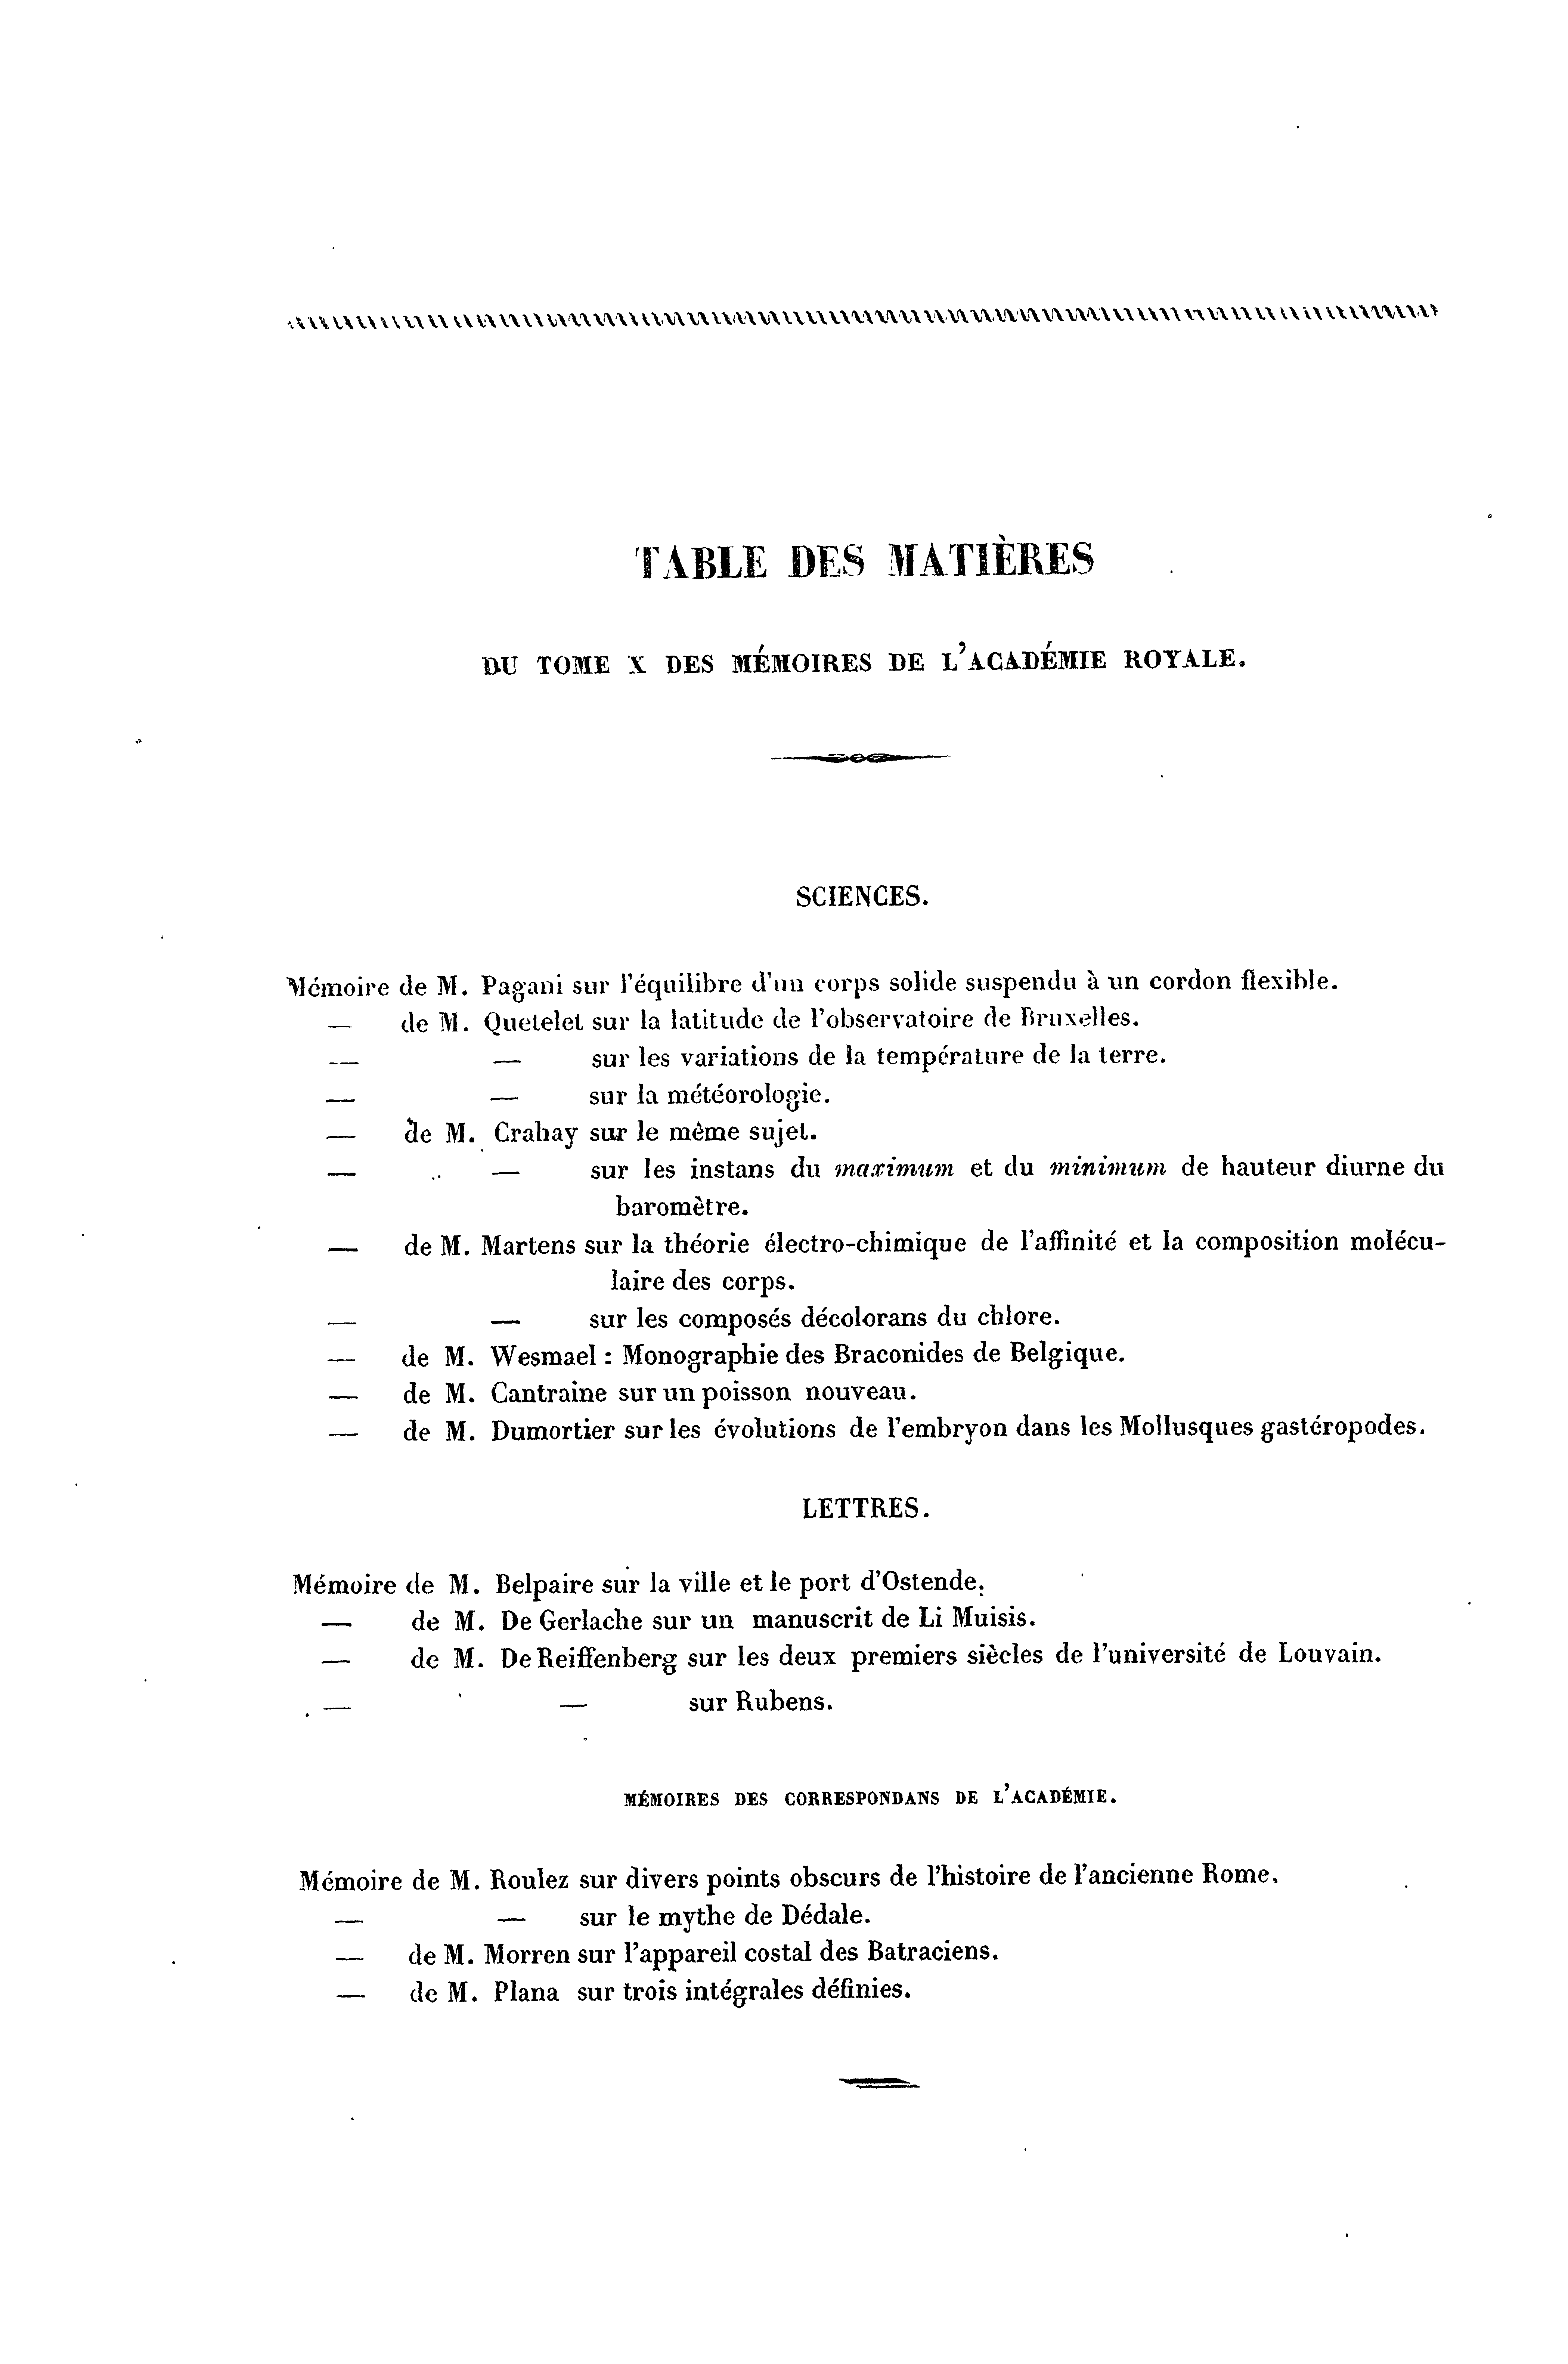 TABLE DES MATIÈRES
DU TOME X DES MÉMOIRES DE L'ACADÉMIE ROYALE.
SCIENCES.
Mémoire de M. Pagani sur l'équilibre d'un corps solide suspendu à un cordon flexible.
— de M. Quetelet sur la latitude de l'observatoire de Bruxelles.
— — sur les variations de la température de la terre.
— — sur la météorologie.
— de M. Crahay sur le même sujet.
— — sur les instans du maximum et du minimum de hauteur diurne du
baromètre.
— de M. Martens sur la théorie électro-chimique de l'affinité et la composition molécu-
laire des corps.
— — sur les composés décolorans du chlore.
— de M. Wesmael : Monographie des Braconides de Belgique.
— de M. Cantraine sur un poisson nouveau.
— de M. Dumortier sur les évolutions de l'embryon dans les Mollusques gastéropodes.
LETTRES.
Mémoire de M. Belpaire sur la ville et le port d'Ostende.
— de M. De Gerlache sur un manuscrit de Li Muisis.
— de M. De Reiffenberg sur les deux premiers siècles de l'université de Louvain.
— — sur Rubens.
MÉMOIRES DES CORRESPONDANS DE L'ACADÉMIE.
Mémoire de M. Roulez sur divers points obscurs de l'histoire de l'ancienne Rome.
— — sur le mythe de Dédale.
— de M. Morren sur l'appareil costal des Batraciens.
— de M. Plana sur trois intégrales définies.